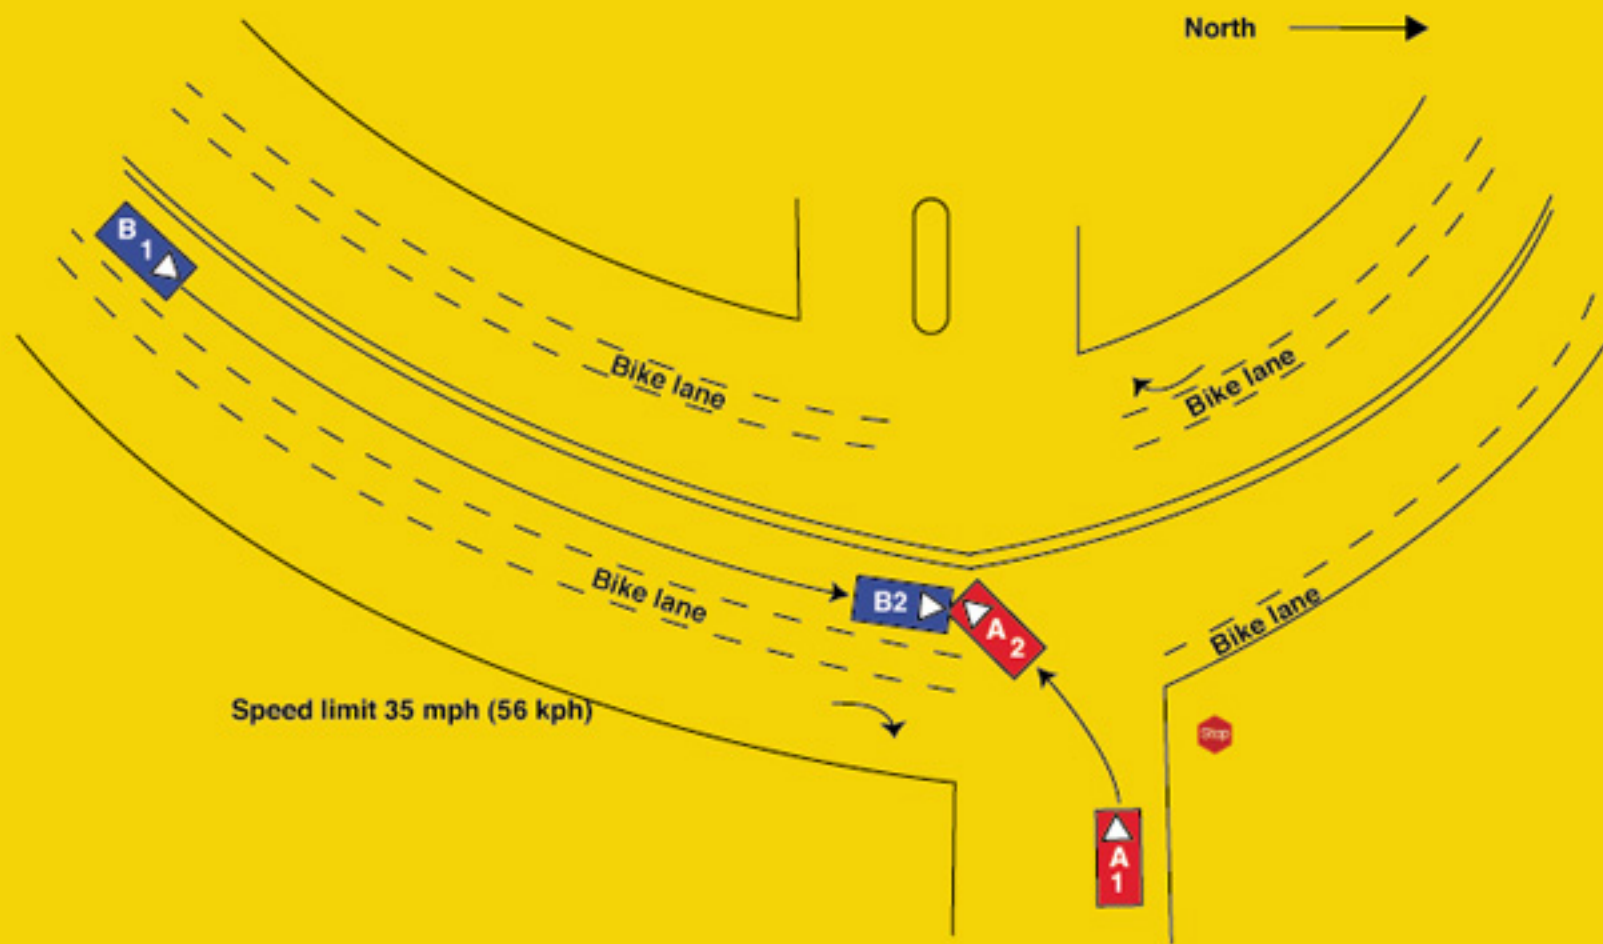 North
B
1
Bike lane
Bike lane
Bike lane
B2
A
2
Bike lane
Speed limit 35 mph (56 kph)
Stop
A
1